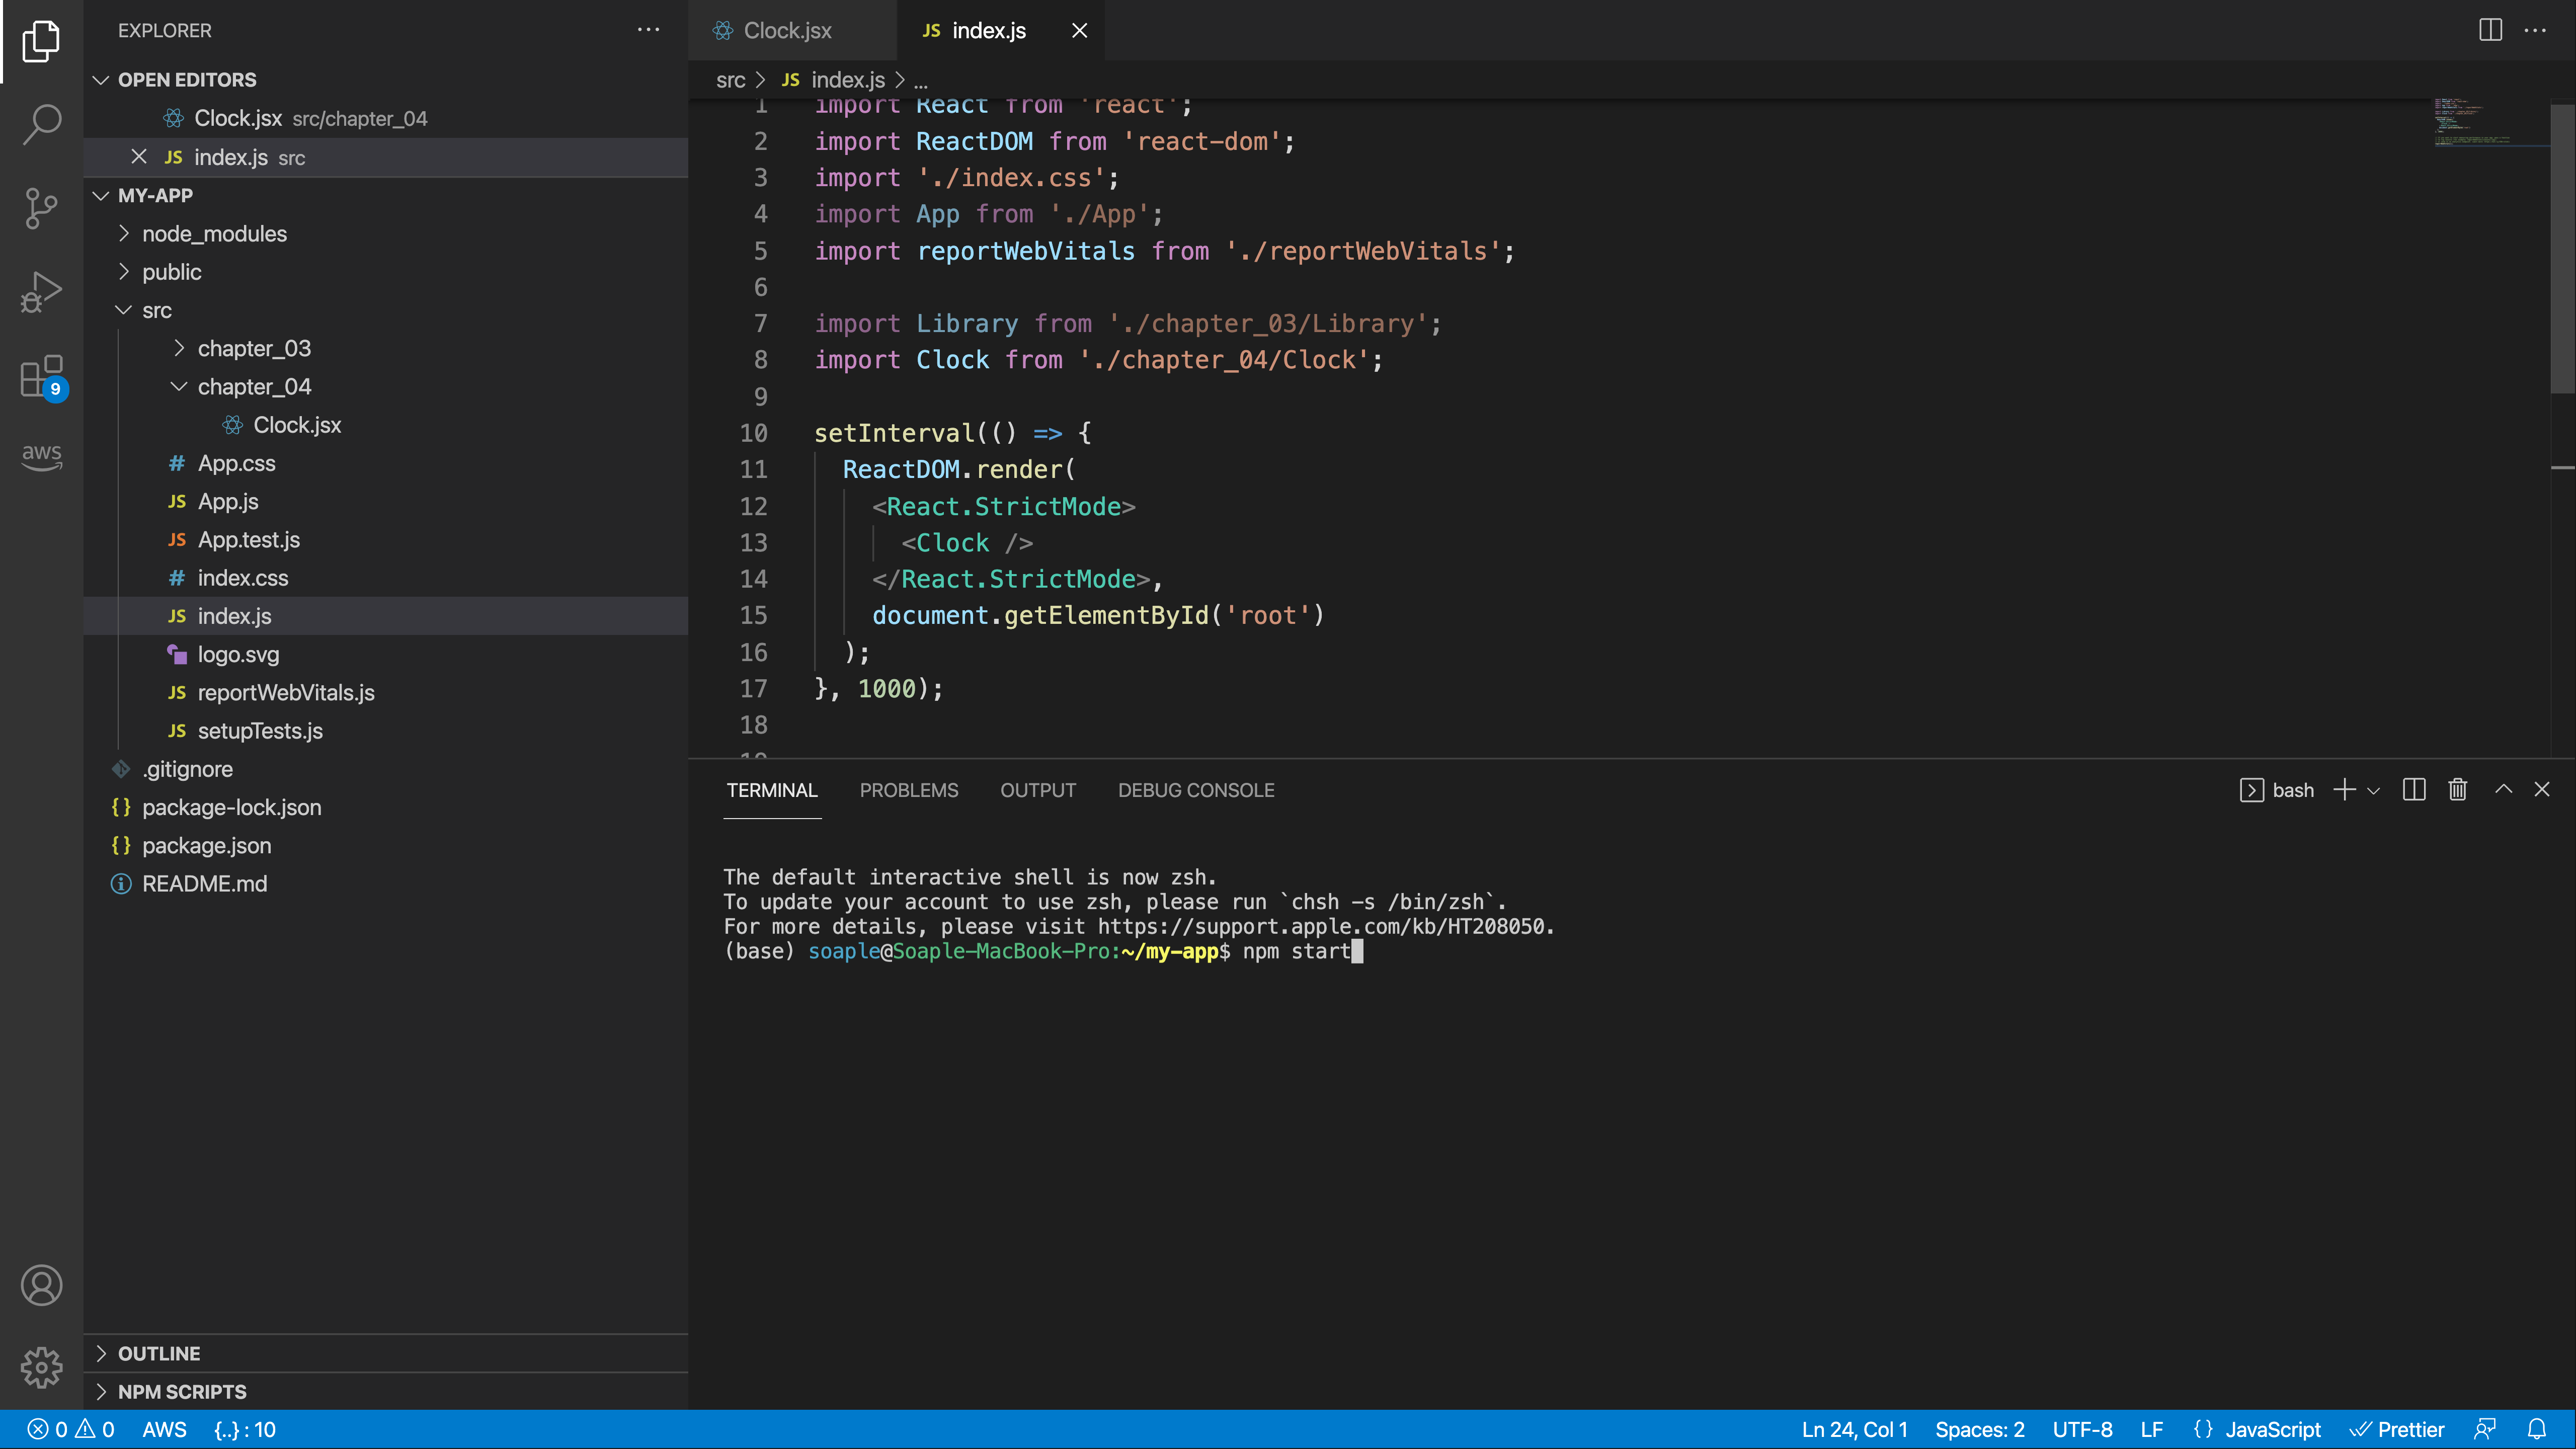 EXPLORER
OPEN EDITORS
Clock.jsx src/chapter_04
JS index.js src
MY-APP
node_modules
public
src
chapter_03
chapter_04
Clock.jsx
# App.css
JS App.js
JS App.test.js
# index.css
JS index.js
logo.svg
JS reportWebVitals.js
JS setupTests.js
.gitignore
{} package-lock.json
{} package.json
README.md
OUTLINE
NPM SCRIPTS
9
aws
Clock.jsx
JS index.js
src > JS index.js > ...
1 import React from 'react';
2 import ReactDOM from 'react-dom';
3 import './index.css';
4 import App from './App';
5 import reportWebVitals from './reportWebVitals';
6
7 import Library from './chapter_03/Library';
8 import Clock from './chapter_04/Clock';
9
10 setInterval(() => {
11 ReactDOM.render(
12 <React.StrictMode>
13 <Clock />
14 </React.StrictMode>,
15 document.getElementById('root')
16 );
17 }, 1000);
18
19
TERMINAL PROBLEMS OUTPUT DEBUG CONSOLE
bash
The default interactive shell is now zsh.
To update your account to use zsh, please run `chsh -s /bin/zsh`.
For more details, please visit https://support.apple.com/kb/HT208050.
(base) soaple@Soaple-MacBook-Pro:~/my-app$ npm start
0 0 AWS {..} : 10
Ln 24, Col 1 Spaces: 2 UTF-8 LF {} JavaScript Prettier